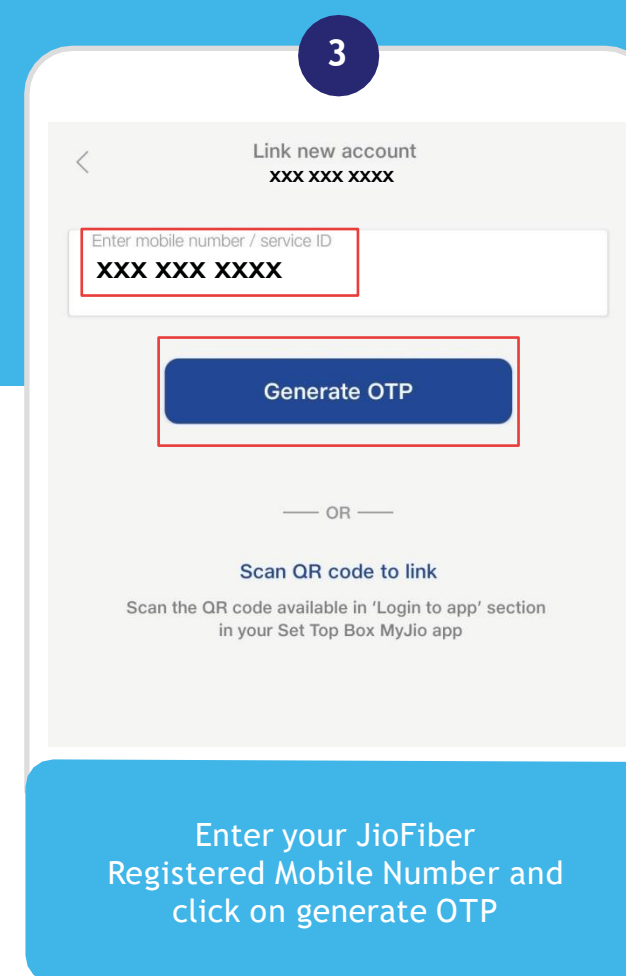 3
Link new account
xxx xxx xxxx
Enter mobile number / service ID
xxx xxx xxxx
Generate OTP
OR
Scan QR code to link
Scan the QR code available in ‘Login to app’ section
in your Set Top Box MyJio app
Enter your JioFiber
Registered Mobile Number and
click on generate OTP